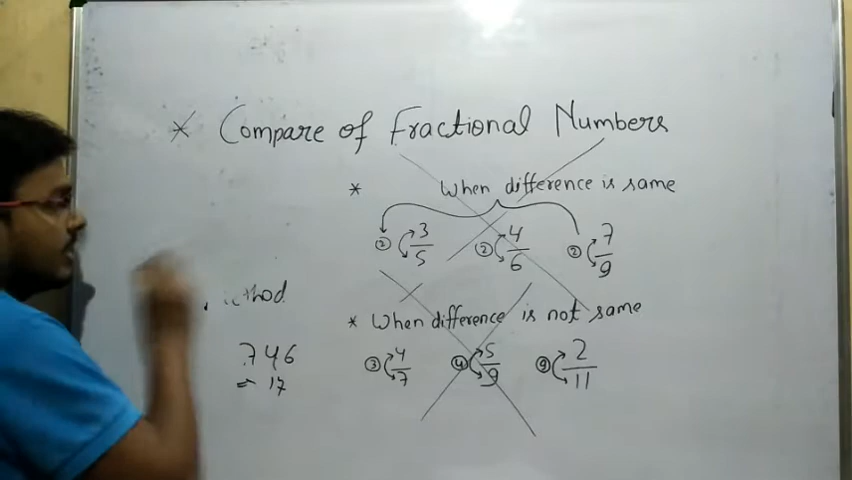 * Compare of Fractional Numbers
* When difference is same
② 3/5 ② 4/6 ② 7/9
* When difference is not same
③ 4/7 ④ 5/9 ⑨ 2/11
746
17